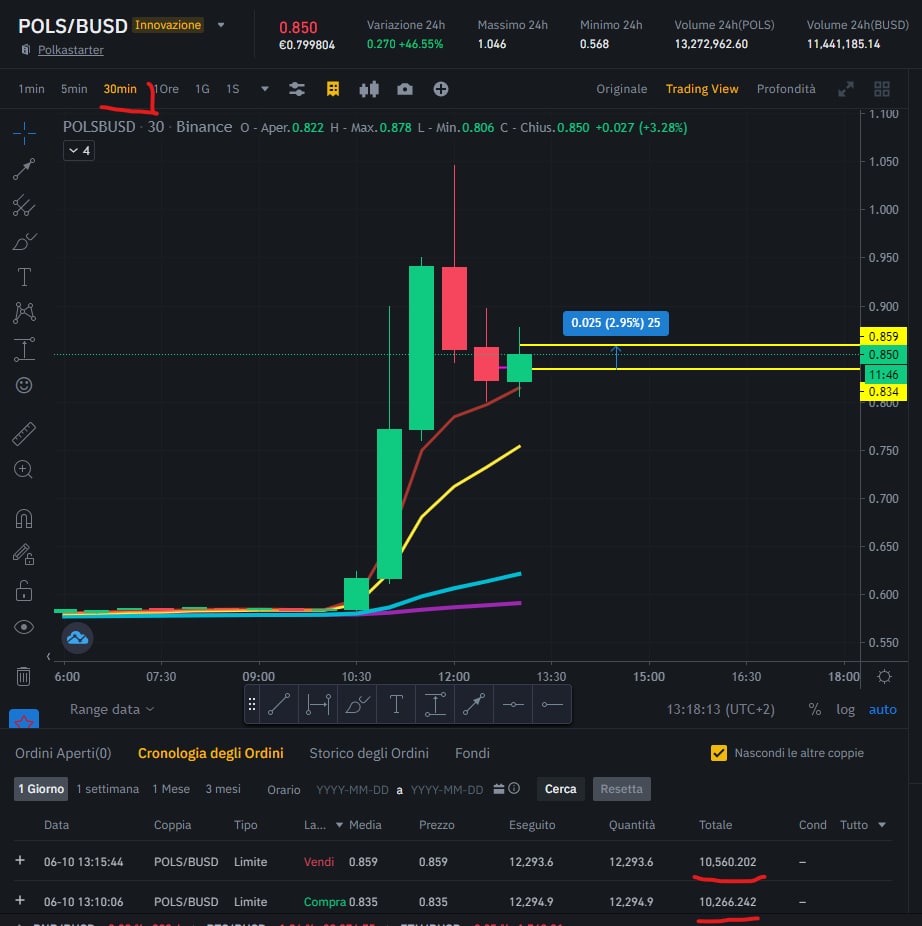 POLS/BUSD Innovazione
Polkastarter
0.850
€0.799804
Variazione 24h
0.270 +46.55%
Massimo 24h
1.046
Minimo 24h
0.568
Volume 24h(POLS)
13,272,962.60
Volume 24h(BUSD)
11,441,185.14
1min 5min 30min 1Ore 1G 1S
Originale Trading View Profondità
POLSBUSD · 30 · Binance O - Aper.0.822 H - Max.0.878 L - Min.0.806 C - Chius.0.850 +0.027 (+3.28%)
4
1.100
1.050
1.000
0.950
0.900
0.025 (2.95%) 25
0.859
0.850
11:46
0.834
0.800
0.750
0.700
0.650
0.600
0.550
6:00 07:30 09:00 10:30 12:00 13:30 15:00 16:30 18:00
Range data 13:18:13 (UTC+2) % log auto
Ordini Aperti(0) Cronologia degli Ordini Storico degli Ordini Fondi Nascondi le altre coppie
1 Giorno 1 settimana 1 Mese 3 mesi Orario YYYY-MM-DD a YYYY-MM-DD Cerca Resetta
Data Coppia Tipo La... Media Prezzo Eseguito Quantità Totale Cond Tutto
06-10 13:15:44 POLS/BUSD Limite Vendi 0.859 0.859 12,293.6 12,293.6 10,560.202 –
06-10 13:10:06 POLS/BUSD Limite Compra 0.835 0.835 12,294.9 12,294.9 10,266.242 –